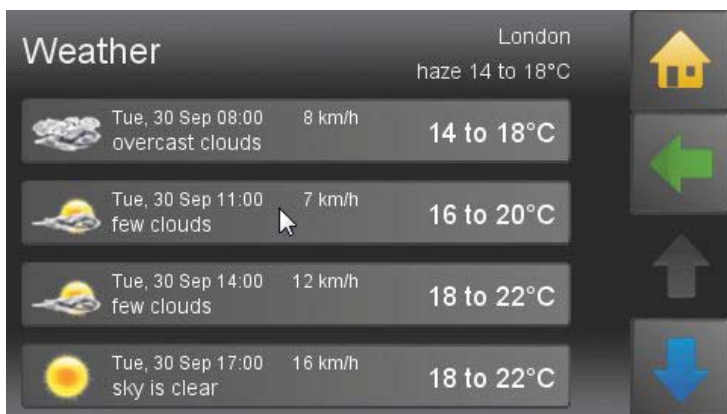 Weather
London
haze 14 to 18°C
Tue, 30 Sep 08:00 8 km/h
overcast clouds
14 to 18°C
Tue, 30 Sep 11:00 7 km/h
few clouds
16 to 20°C
Tue, 30 Sep 14:00 12 km/h
few clouds
18 to 22°C
Tue, 30 Sep 17:00 16 km/h
sky is clear
18 to 22°C